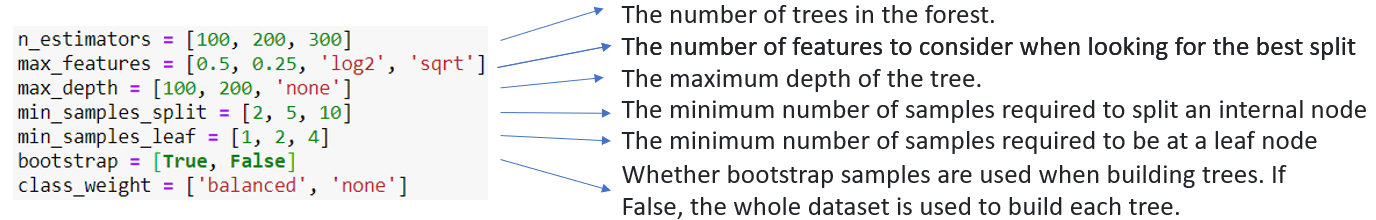 n_estimators = [100, 200, 300]
max_features = [0.5, 0.25, 'log2', 'sqrt']
max_depth = [100, 200, 'none']
min_samples_split = [2, 5, 10]
min_samples_leaf = [1, 2, 4]
bootstrap = [True, False]
class_weight = ['balanced', 'none']
The number of trees in the forest.
The number of features to consider when looking for the best split
The maximum depth of the tree.
The minimum number of samples required to split an internal node
The minimum number of samples required to be at a leaf node
Whether bootstrap samples are used when building trees. If
False, the whole dataset is used to build each tree.